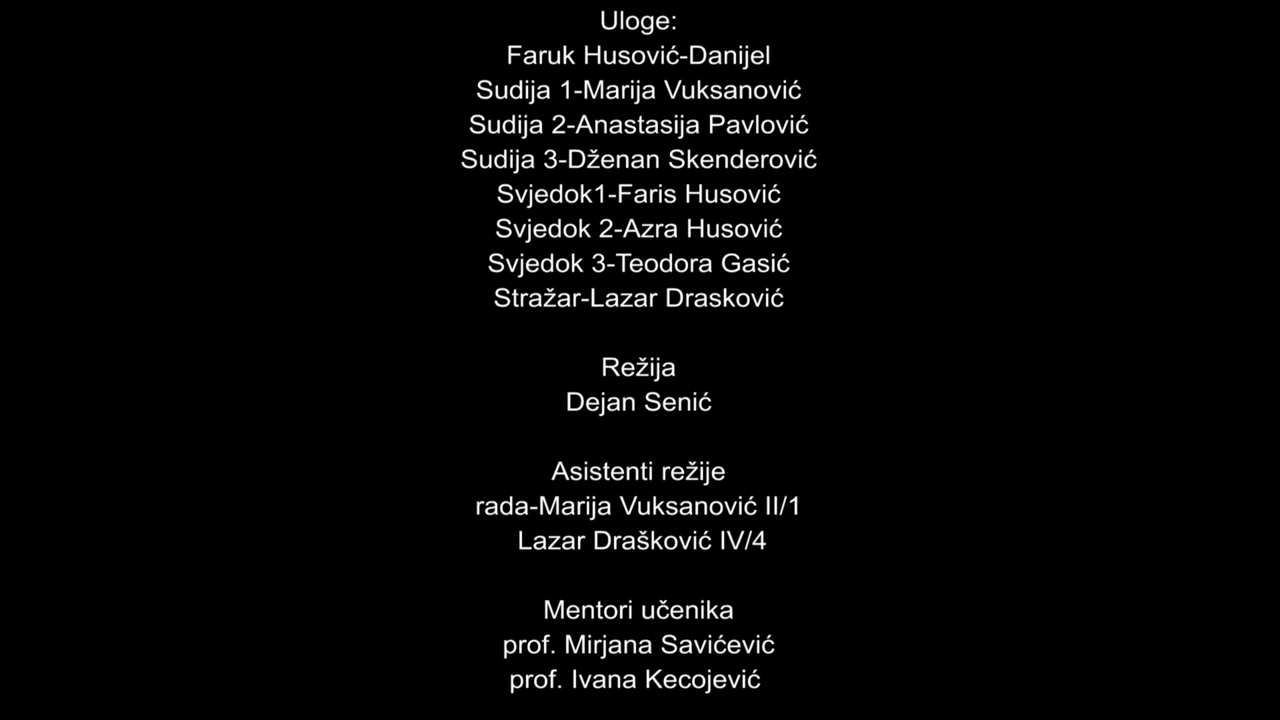 Uloge:
Faruk Husović-Danijel
Sudija 1-Marija Vuksanović
Sudija 2-Anastasija Pavlović
Sudija 3-Dženan Skenderović
Svjedok1-Faris Husović
Svjedok 2-Azra Husović
Svjedok 3-Teodora Gasić
Stražar-Lazar Drasković
Režija
Dejan Senić
Asistenti režije
rada-Marija Vuksanović II/1
Lazar Drašković IV/4
Mentori učenika
prof. Mirjana Savićević
prof. Ivana Kecojević